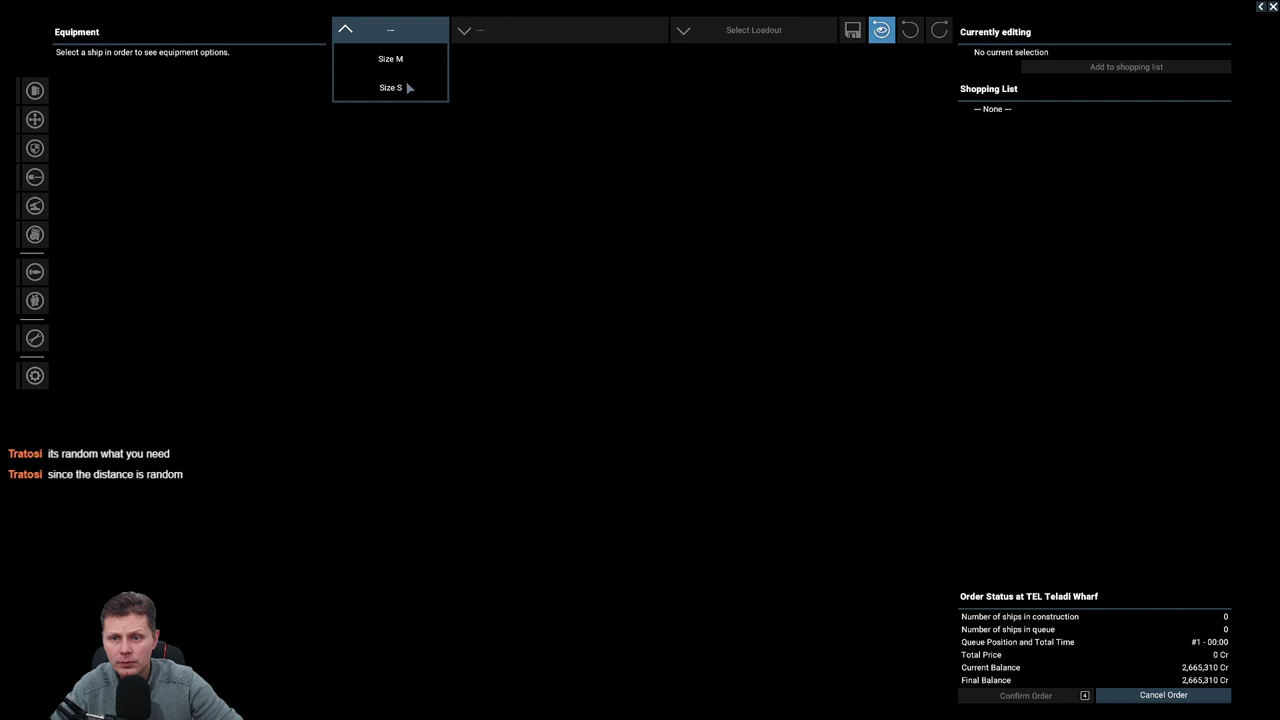 Equipment
Select a ship in order to see equipment options.
--
Size M
Size S
--
Select Loadout
Currently editing
No current selection
Add to shopping list
Shopping List
— None —
Tratosi its random what you need
Tratosi since the distance is random
Order Status at TEL Teladi Wharf
Number of ships in construction 0
Number of ships in queue 0
Queue Position and Total Time #1 - 00:00
Total Price 0 Cr
Current Balance 2,665,310 Cr
Final Balance 2,665,310 Cr
Confirm Order 4
Cancel Order